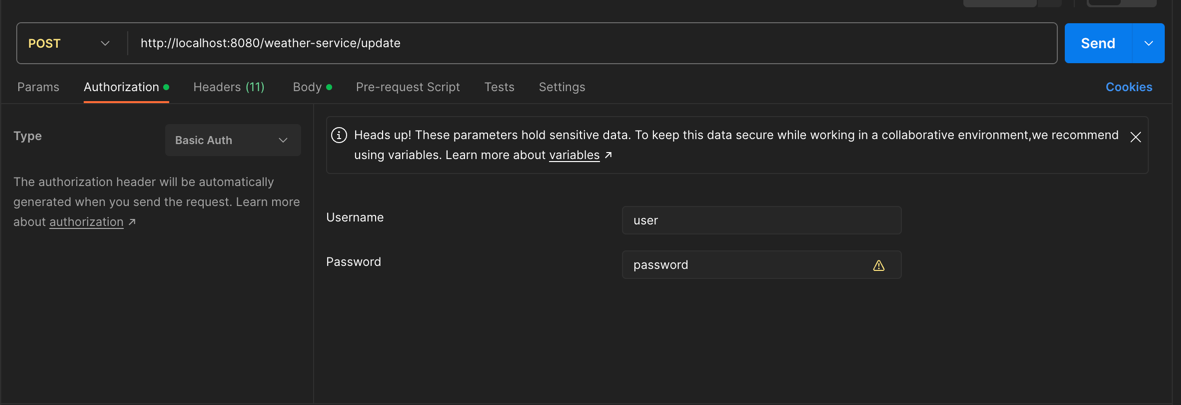 POST
http://localhost:8080/weather-service/update
Send
Params
Authorization
Headers (11)
Body
Pre-request Script
Tests
Settings
Cookies
Type
Basic Auth
The authorization header will be automatically
generated when you send the request. Learn more
about authorization ↗
Heads up! These parameters hold sensitive data. To keep this data secure while working in a collaborative environment,we recommend
using variables. Learn more about variables ↗
Username
user
Password
password